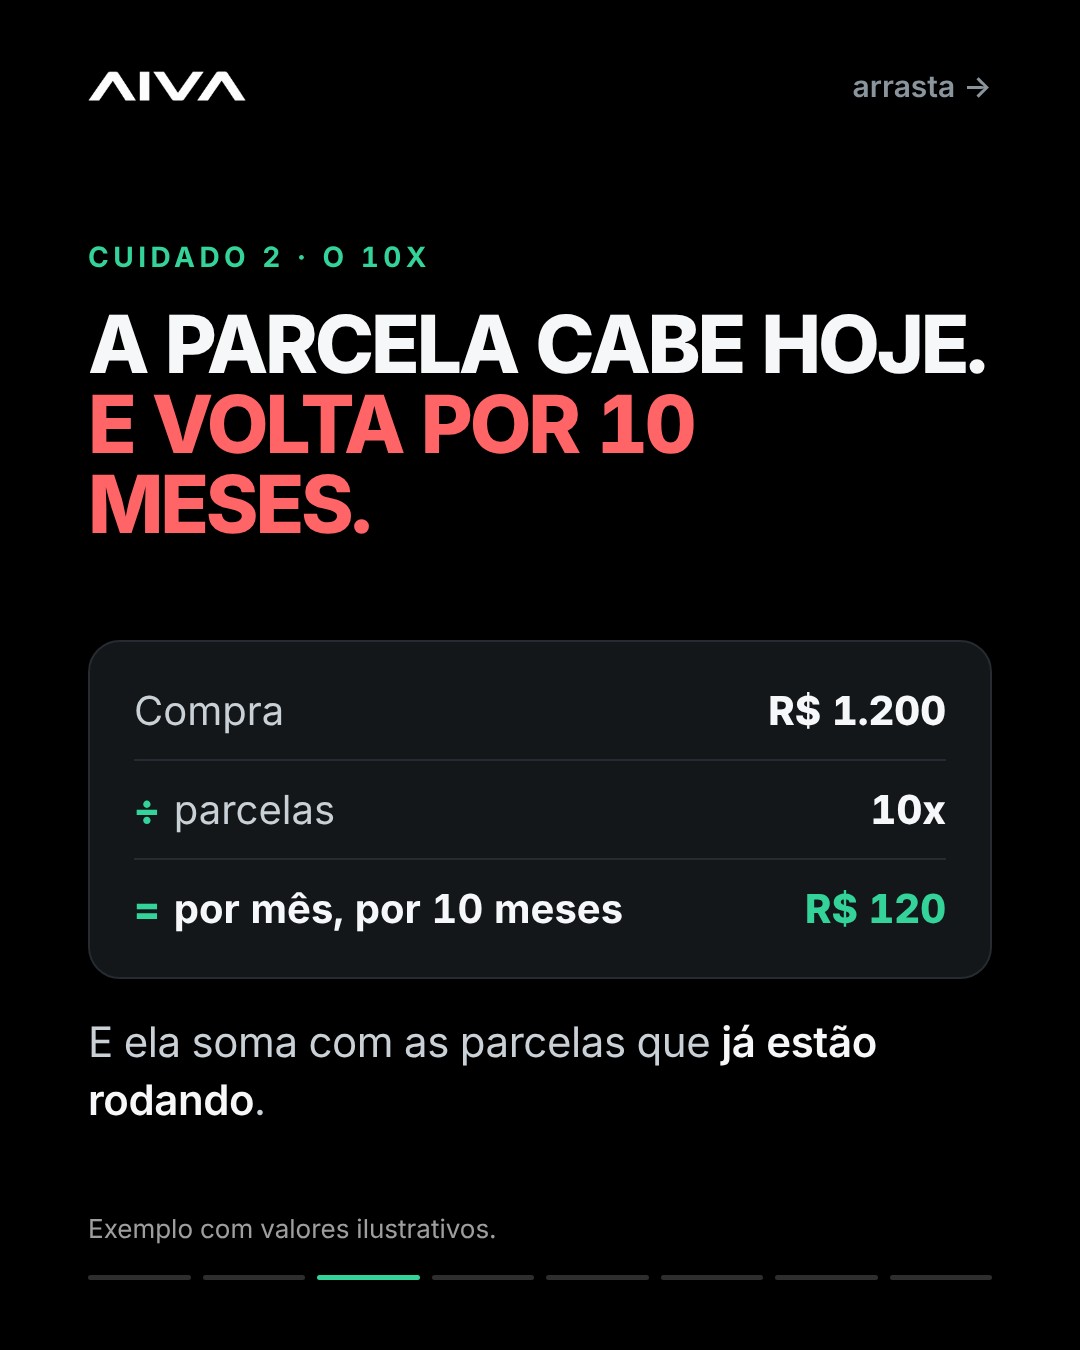 AIVA
arrasta →
CUIDADO 2 · O 10X
A PARCELA CABE HOJE.
E VOLTA POR 10
MESES.
Compra R$ 1.200
÷ parcelas 10x
= por mês, por 10 meses R$ 120
E ela soma com as parcelas que já estão
rodando.
Exemplo com valores ilustrativos.